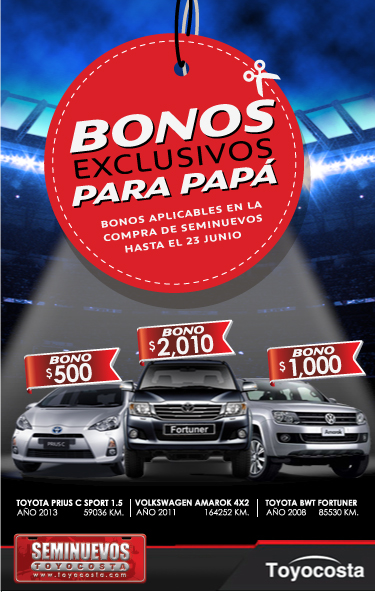 BONOS
EXCLUSIVOS
PARA PAPÁ
BONOS APLICABLES EN LA
COMPRA DE SEMINUEVOS
HASTA EL 23 JUNIO
BONO
$500
BONO
$2,010
BONO
$1,000
PRIUS C
Fortuner
Amarok
TOYOTA PRIUS C SPORT 1.5
AÑO 2013 59036 KM.
VOLKSWAGEN AMAROK 4X2
AÑO 2011 164252 KM.
TOYOTA BWT FORTUNER
AÑO 2008 85530 KM.
SEMINUEVOS
TOYOCOSTA
www.toyocosta.com
Toyocosta